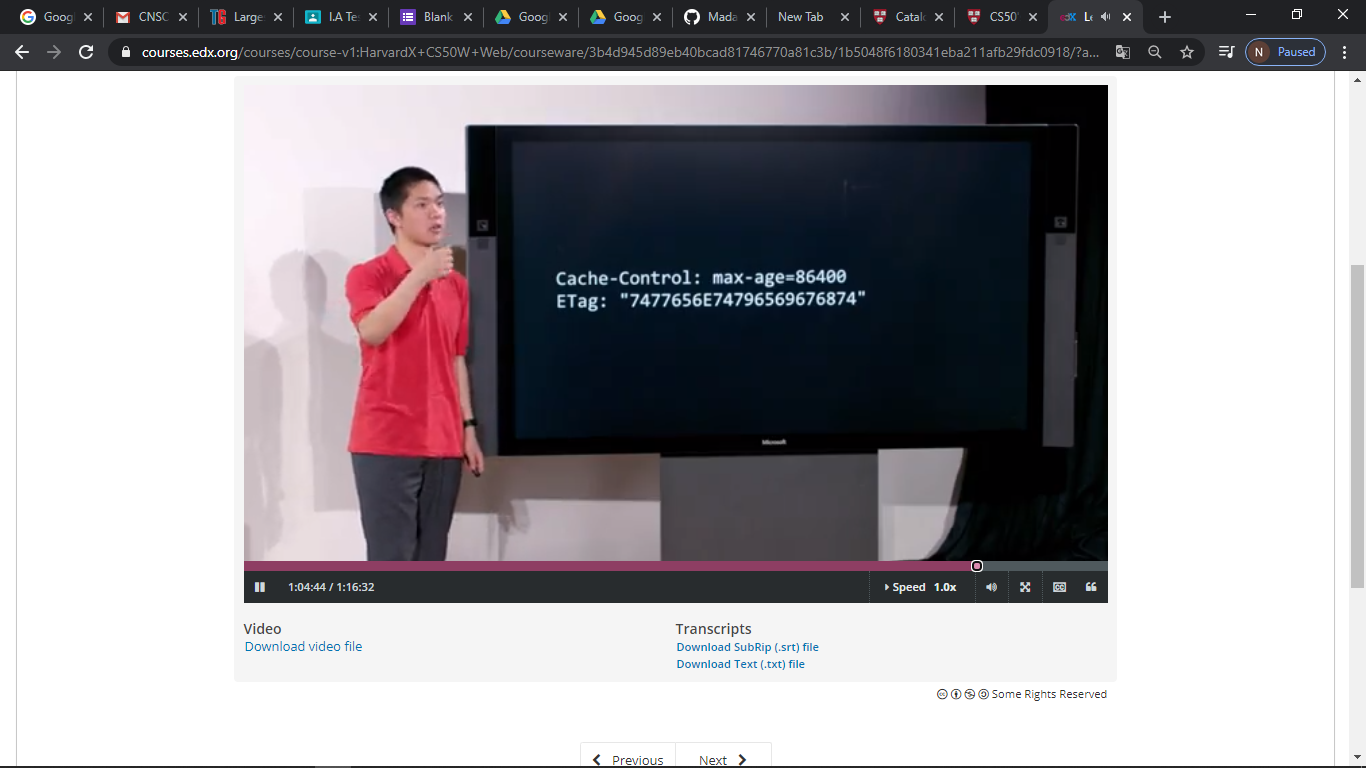 Googl
CNSC
Large
I.A Te
Blank
Googl
Goog
Mada
New Tab
Catal
CS50'
Le
courses.edx.org/courses/course-v1:HarvardX+CS50W+Web/courseware/3b4d945d89eb40bcad81746770a81c3b/1b5048f6180341eba211afb29fdc0918/?a...
N Paused
Cache-Control: max-age=86400
ETag: "7477656E74796569676874"
Microsoft
1:04:44 / 1:16:32
Speed 1.0x
Video
Download video file
Transcripts
Download SubRip (.srt) file
Download Text (.txt) file
Some Rights Reserved
Previous
Next